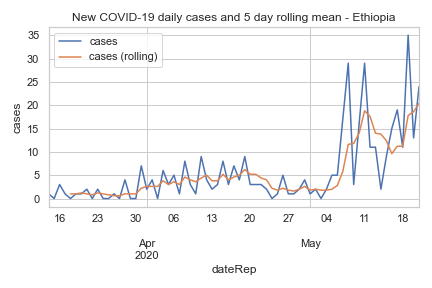 New COVID-19 daily cases and 5 day rolling mean - Ethiopia
cases
cases (rolling)
35
30
25
20
15
10
5
0
cases
16 23 30 06 13 20 27 04 11 18
Apr May
2020
dateRep